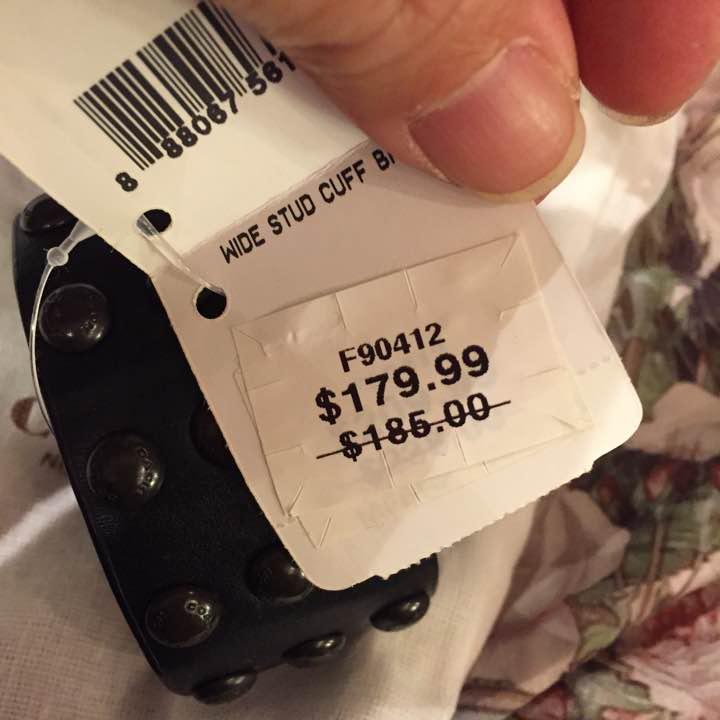 8 88067 561
WIDE STUD CUFF
F90412
$179.99
$185.00